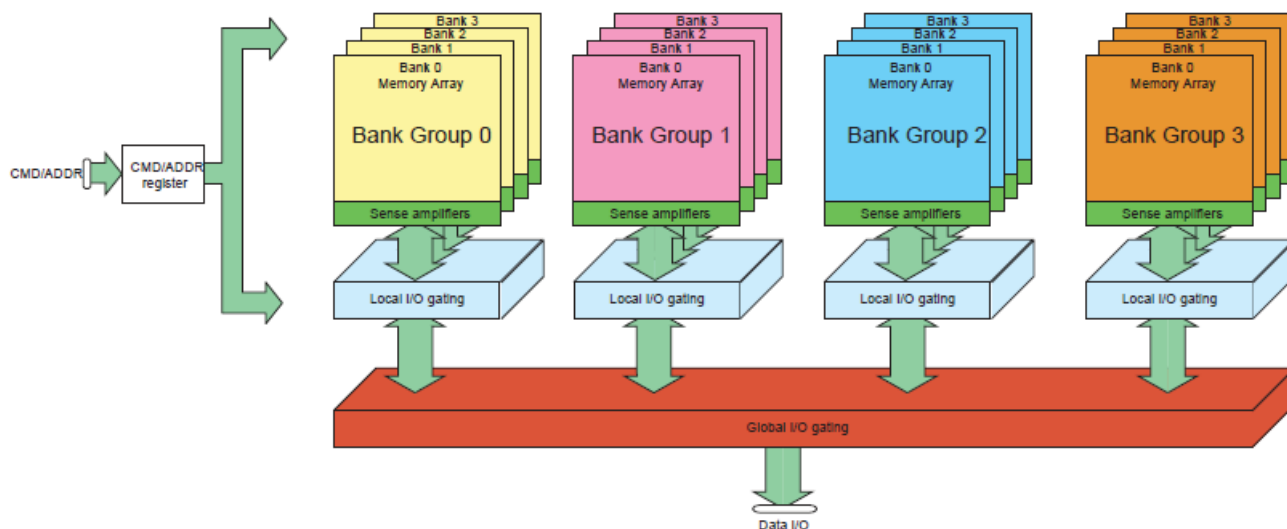 Bank 3
Bank 2
Bank 1
Bank 0
Memory Array
Bank Group 0
Sense amplifiers
Local I/O gating
Bank 3
Bank 2
Bank 1
Bank 0
Memory Array
Bank Group 1
Sense amplifiers
Local I/O gating
Bank 3
Bank 2
Bank 1
Bank 0
Memory Array
Bank Group 2
Sense amplifiers
Local I/O gating
Bank 3
Bank 2
Bank 1
Bank 0
Memory Array
Bank Group 3
Sense amplifiers
Local I/O gating
CMD/ADDR
CMD/ADDR
register
Global I/O gating
Data I/O